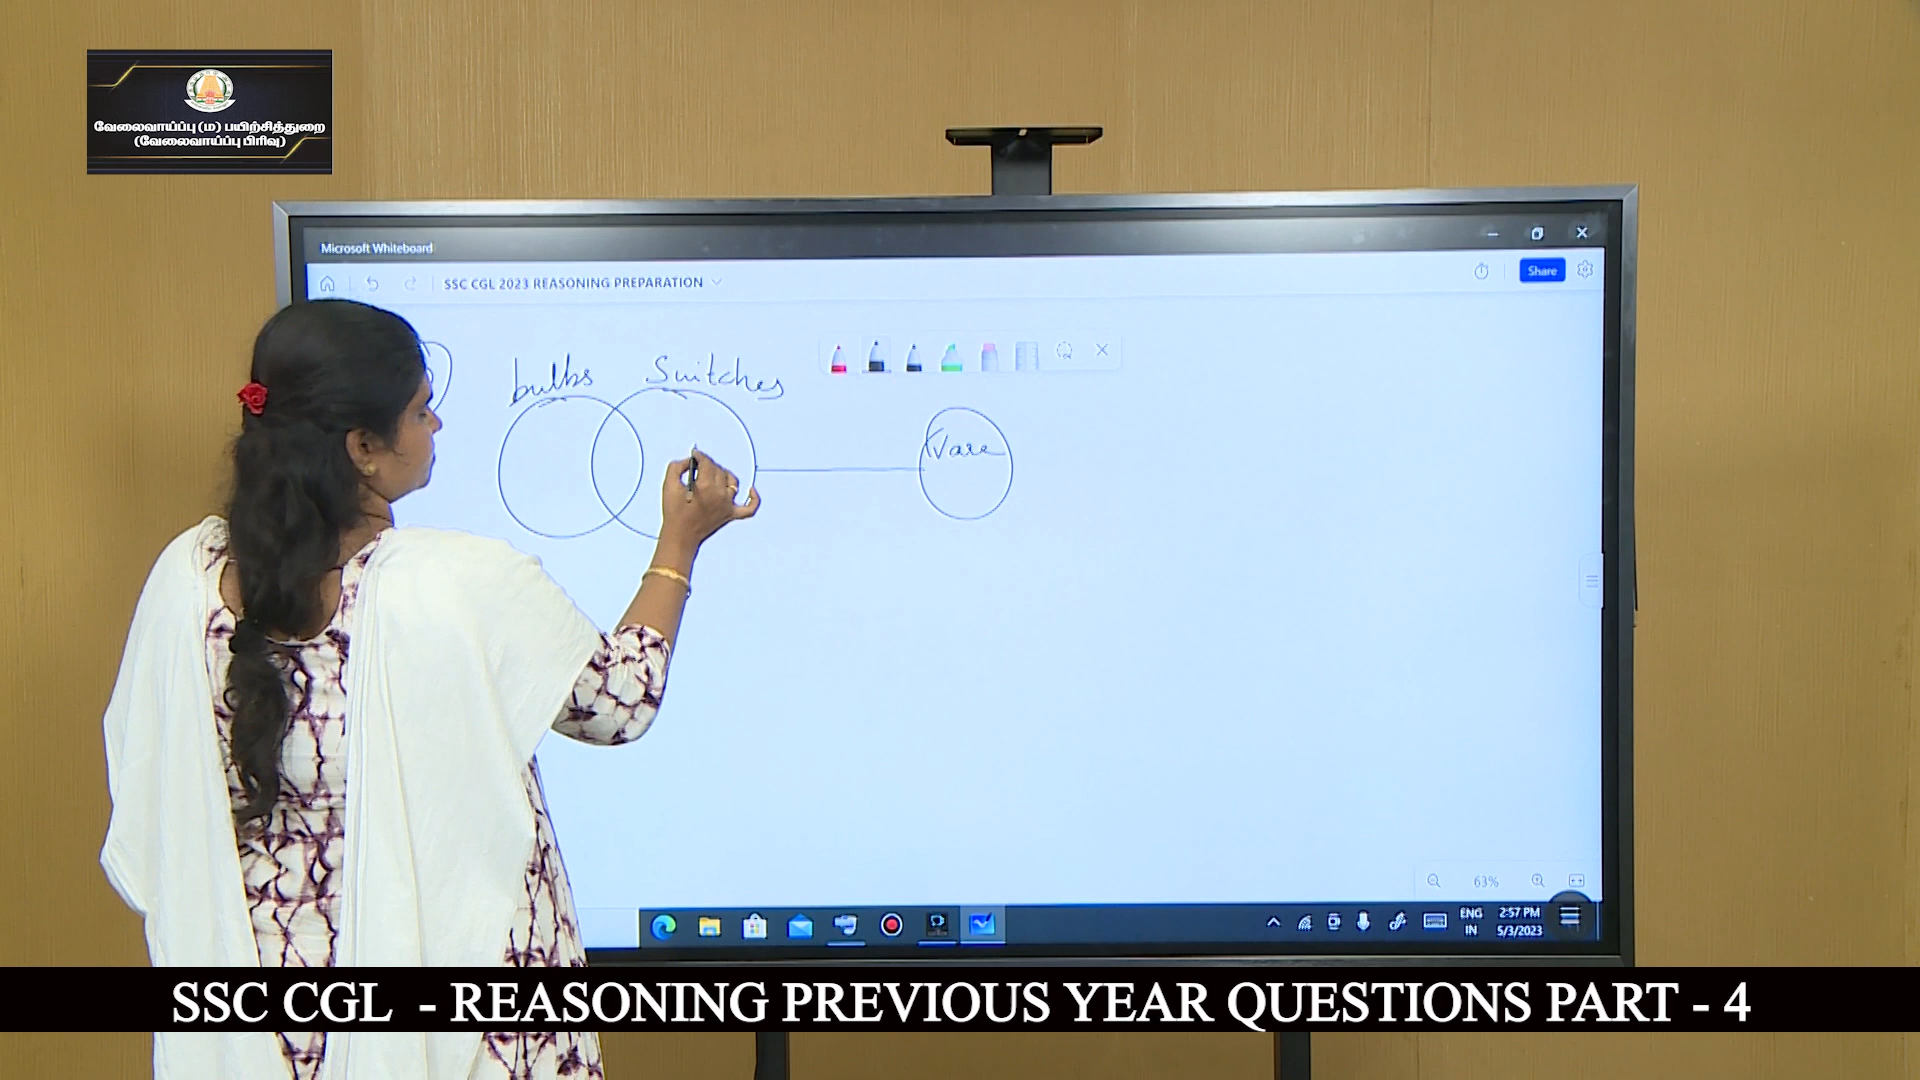 வேலைவாய்ப்பு (ம) பயிற்சித்துறை
(வேலைவாய்ப்பு பிரிவு)
Microsoft Whiteboard
SSC CGL 2023 REASONING PREPARATION
Share
bulbs
Switches
63%
ENG
IN
2:57 PM
5/3/2023
SSC CGL - REASONING PREVIOUS YEAR QUESTIONS PART - 4